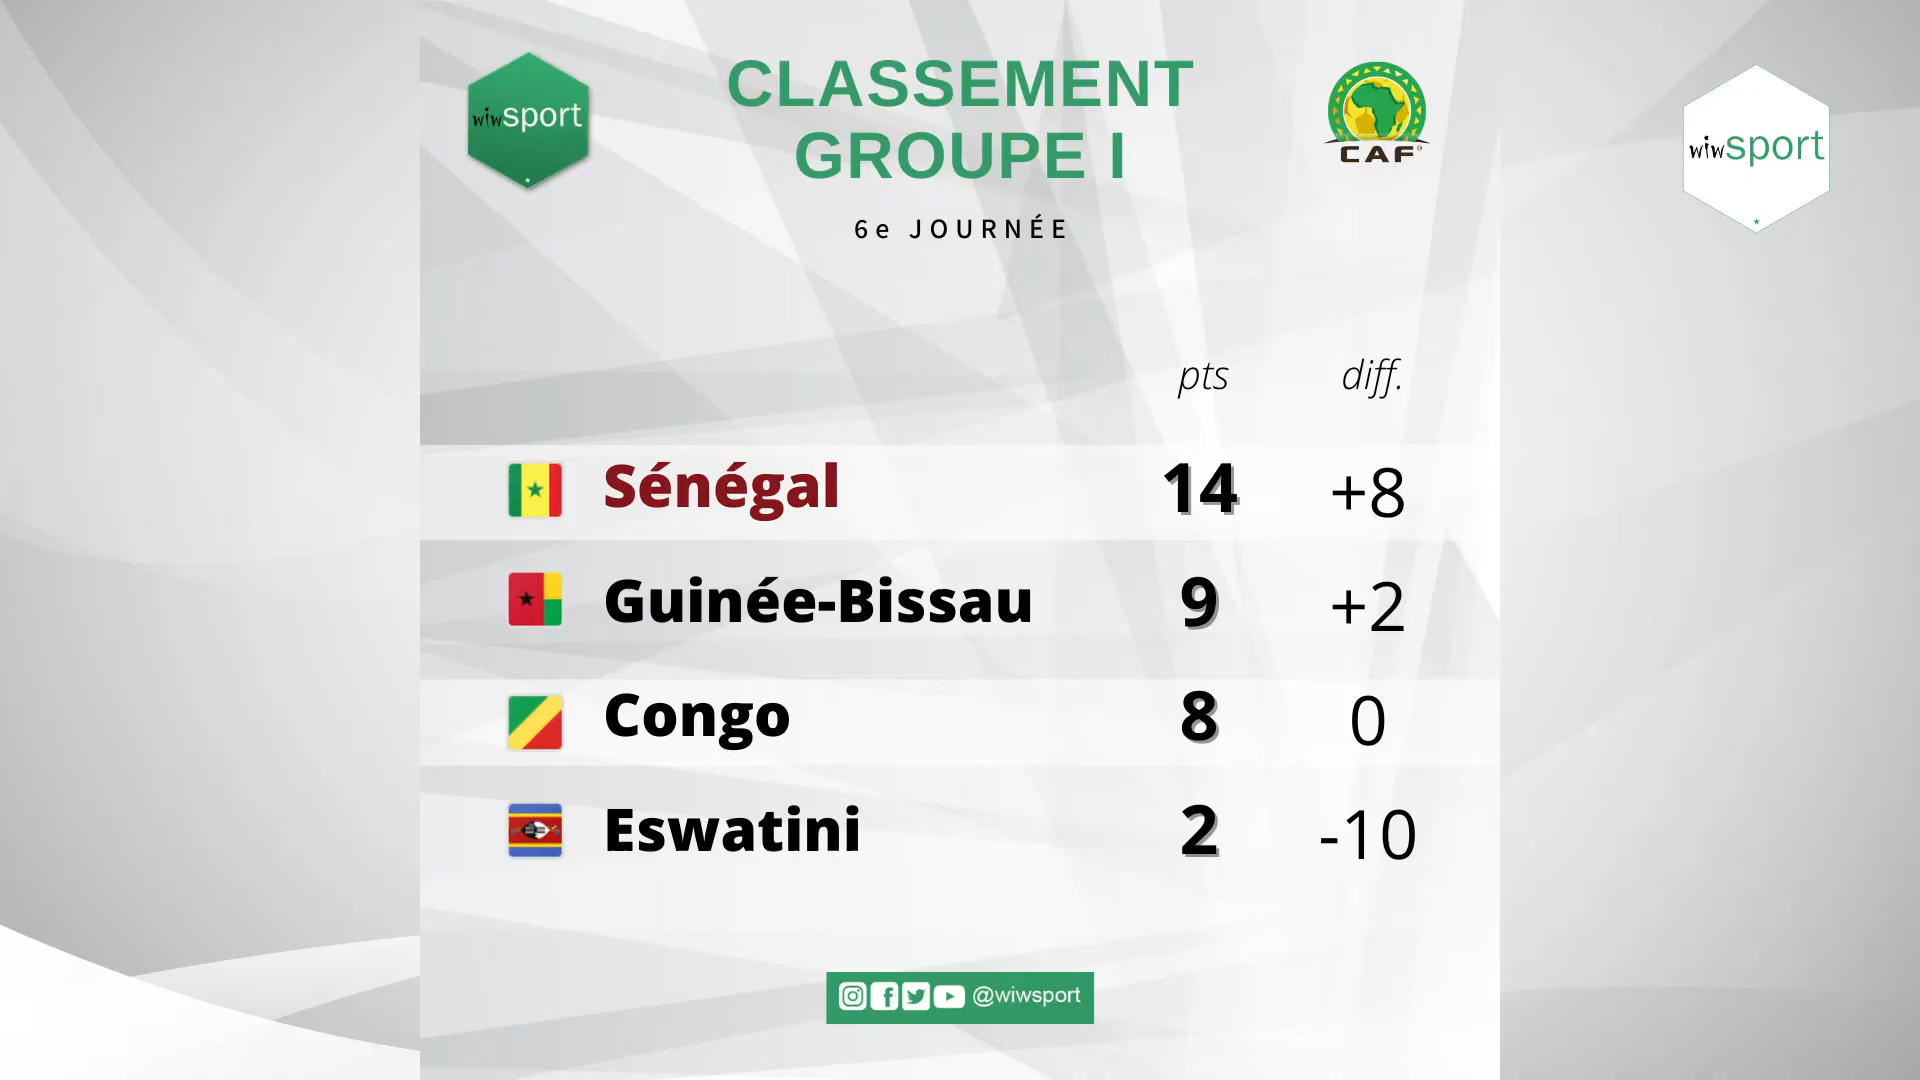 wiwsport
CLASSEMENT
GROUPE I
6e JOURNÉE
CAF
wiwsport
pts diff.
Sénégal 14 +8
Guinée-Bissau 9 +2
Congo 8 0
Eswatini 2 -10
@wiwsport